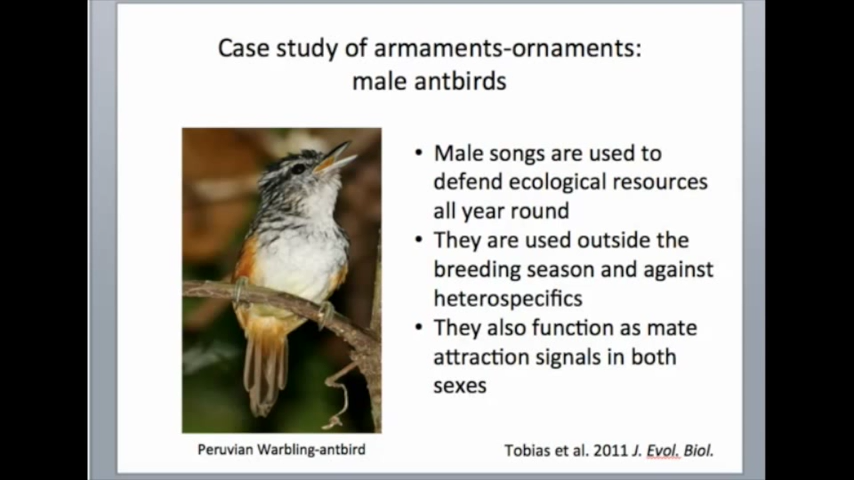 Case study of armaments-ornaments:
male antbirds
• Male songs are used to
defend ecological resources
all year round
• They are used outside the
breeding season and against
heterospecifics
• They also function as mate
attraction signals in both
sexes
Peruvian Warbling-antbird
Tobias et al. 2011 J. Evol. Biol.